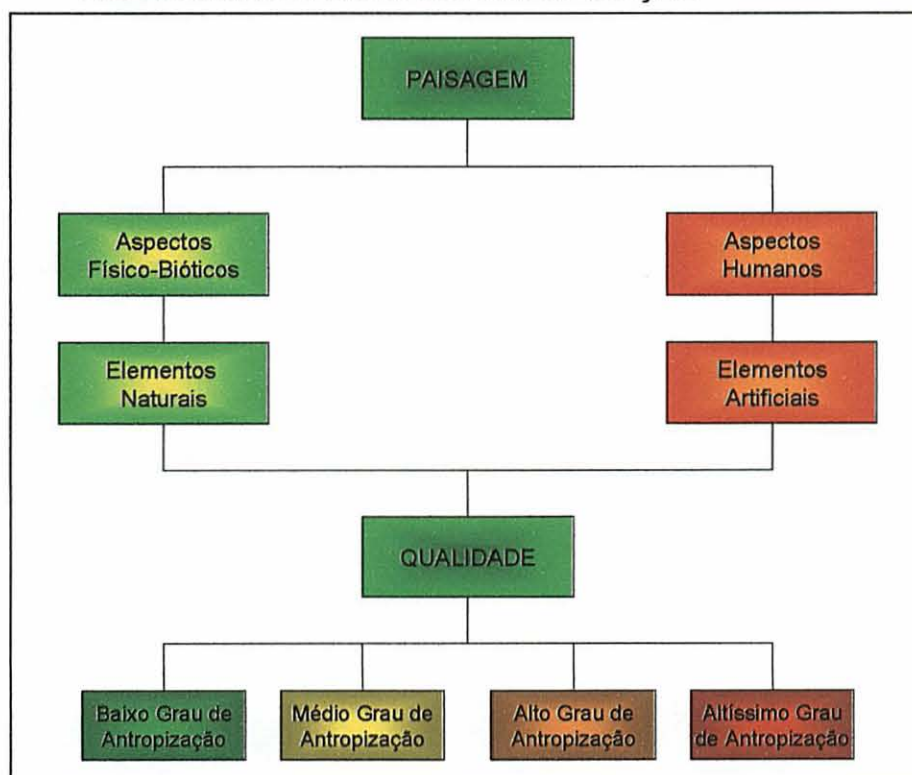 PAISAGEM
Aspectos
Físico-Bióticos
Aspectos
Humanos
Elementos
Naturais
Elementos
Artificiais
QUALIDADE
Baixo Grau de
Antropização
Médio Grau de
Antropização
Alto Grau de
Antropização
Altíssimo Grau
de Antropização